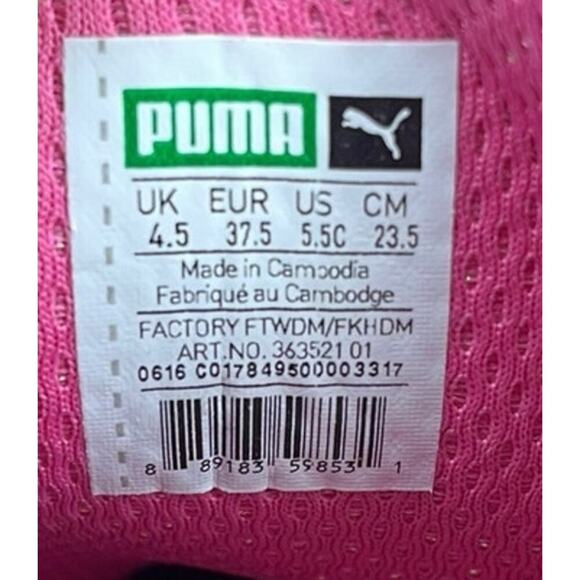 PUMA
UK EUR US CM
4.5 37.5 5.5C 23.5
Made in Cambodia
Fabriqué au Cambodge
FACTORY FTWDM/FKHDM
ART.NO. 363521 01
0616 C017849500003317
8 89183 59853 1